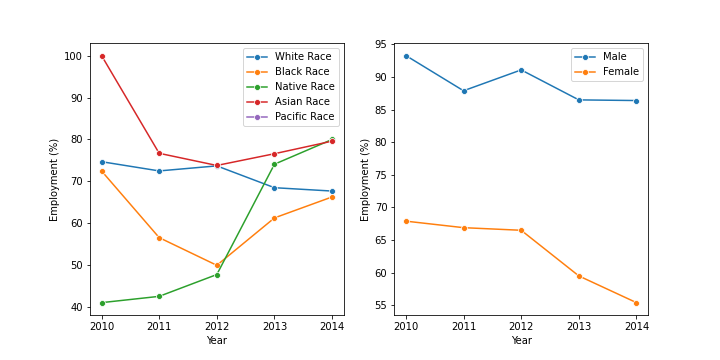 100
90
80
70
60
50
40
Employment (%)
2010 2011 2012 2013 2014
Year
White Race
Black Race
Native Race
Asian Race
Pacific Race
95
90
85
80
75
70
65
60
55
Employment (%)
2010 2011 2012 2013 2014
Year
Male
Female